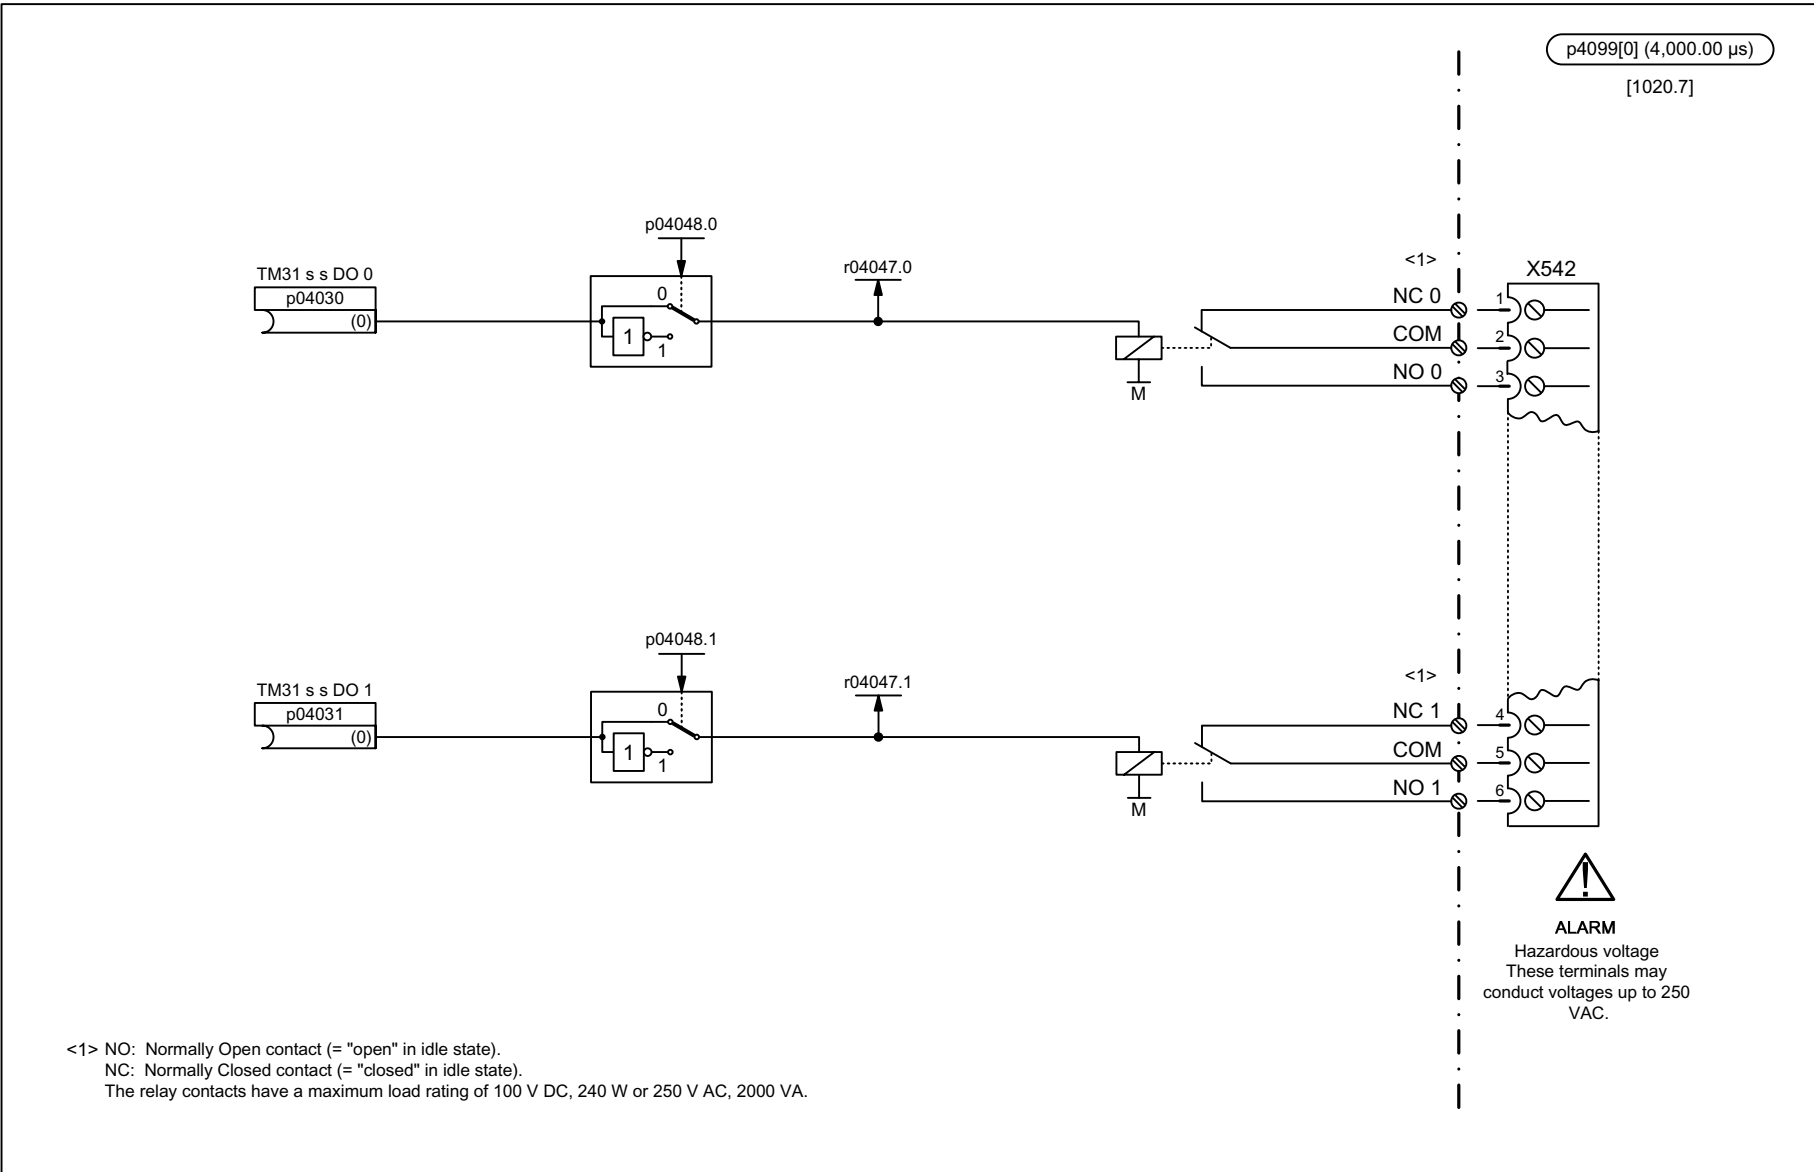 p4099[0] (4,000.00 µs)
[1020.7]
p04048.0
TM31 s s DO 0
p04030
(0)
0
1
1
r04047.0
M
<1>
NC 0
COM
NO 0
X542
1
2
3
p04048.1
TM31 s s DO 1
p04031
(0)
0
1
1
r04047.1
M
<1>
NC 1
COM
NO 1
4
5
6
ALARM
Hazardous voltage
These terminals may
conduct voltages up to 250
VAC.
<1> NO: Normally Open contact (= "open" in idle state).
NC: Normally Closed contact (= "closed" in idle state).
The relay contacts have a maximum load rating of 100 V DC, 240 W or 250 V AC, 2000 VA.